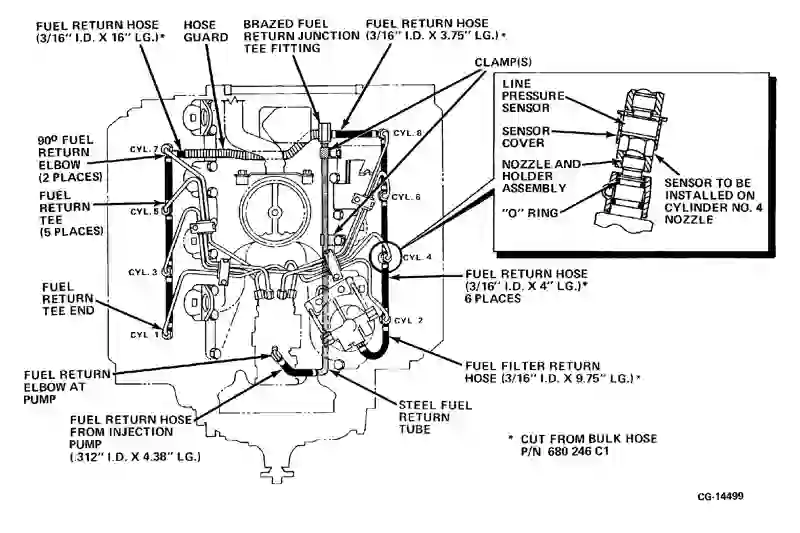 FUEL RETURN HOSE
(3/16" I.D. X 16" LG.)*
HOSE
GUARD
BRAZED FUEL
RETURN JUNCTION
TEE FITTING
FUEL RETURN HOSE
(3/16" I.D. X 3.75" LG.)*
CLAMP(S)
LINE
PRESSURE
SENSOR
SENSOR
COVER
NOZZLE AND
HOLDER
ASSEMBLY
"O" RING
SENSOR TO BE
INSTALLED ON
CYLINDER NO. 4
NOZZLE
90º FUEL
RETURN
ELBOW
(2 PLACES)
FUEL
RETURN
TEE
(5 PLACES)
FUEL
RETURN
TEE END
CYL. 7
CYL. 5
CYL. 3
CYL. 1
CYL. 8
CYL. 6
CYL. 4
CYL. 2
FUEL RETURN HOSE
(3/16" I.D. X 4" LG.)*
6 PLACES
FUEL FILTER RETURN
HOSE (3/16" I.D. X 9.75" LG.)*
FUEL RETURN
ELBOW AT
PUMP
FUEL RETURN HOSE
FROM INJECTION
PUMP
(.312" I.D. X 4.38" LG.)
STEEL FUEL
RETURN
TUBE
* CUT FROM BULK HOSE
P/N 680 246 C1
CG-14499